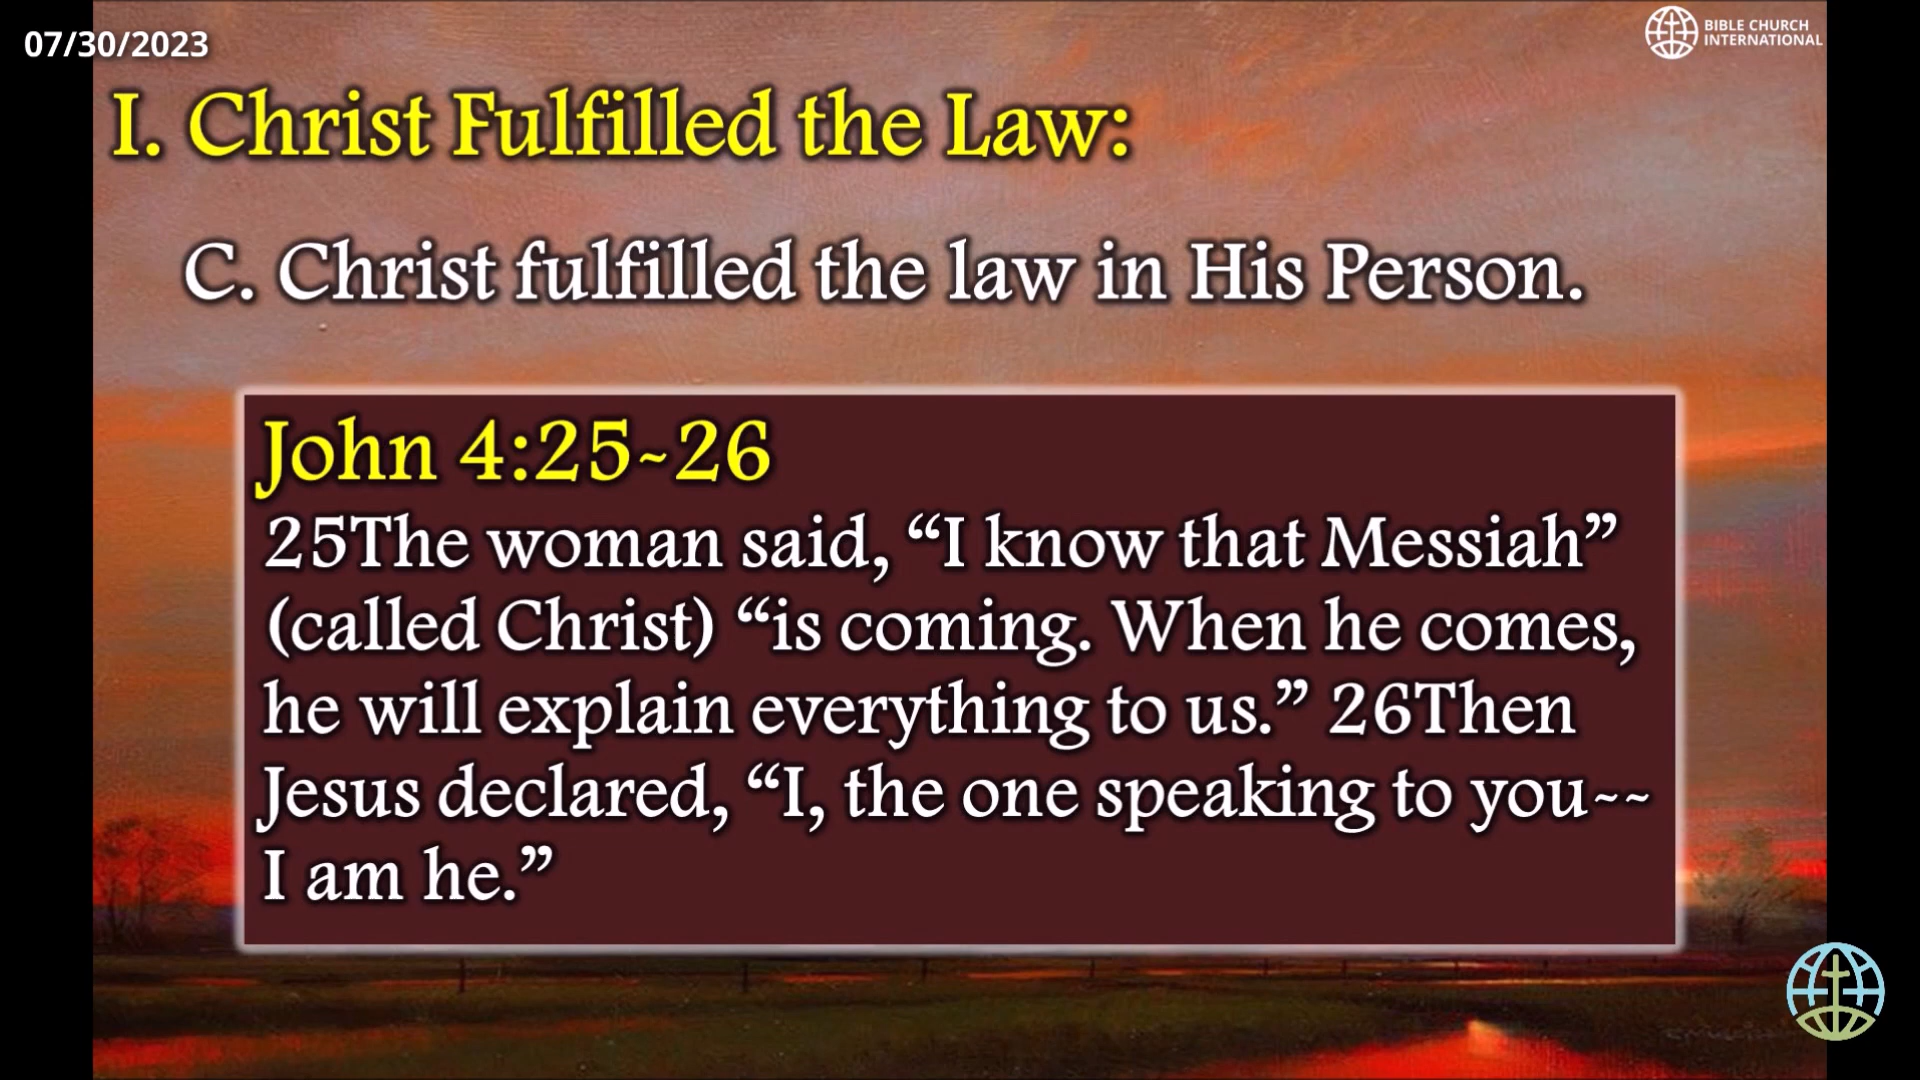 07/30/2023
BIBLE CHURCH
INTERNATIONAL
I. Christ Fulfilled the Law:
C. Christ fulfilled the law in His Person.
John 4:25~26
25The woman said, “I know that Messiah”
(called Christ) “is coming. When he comes,
he will explain everything to us.” 26Then
Jesus declared, “I, the one speaking to you~~
I am he.”